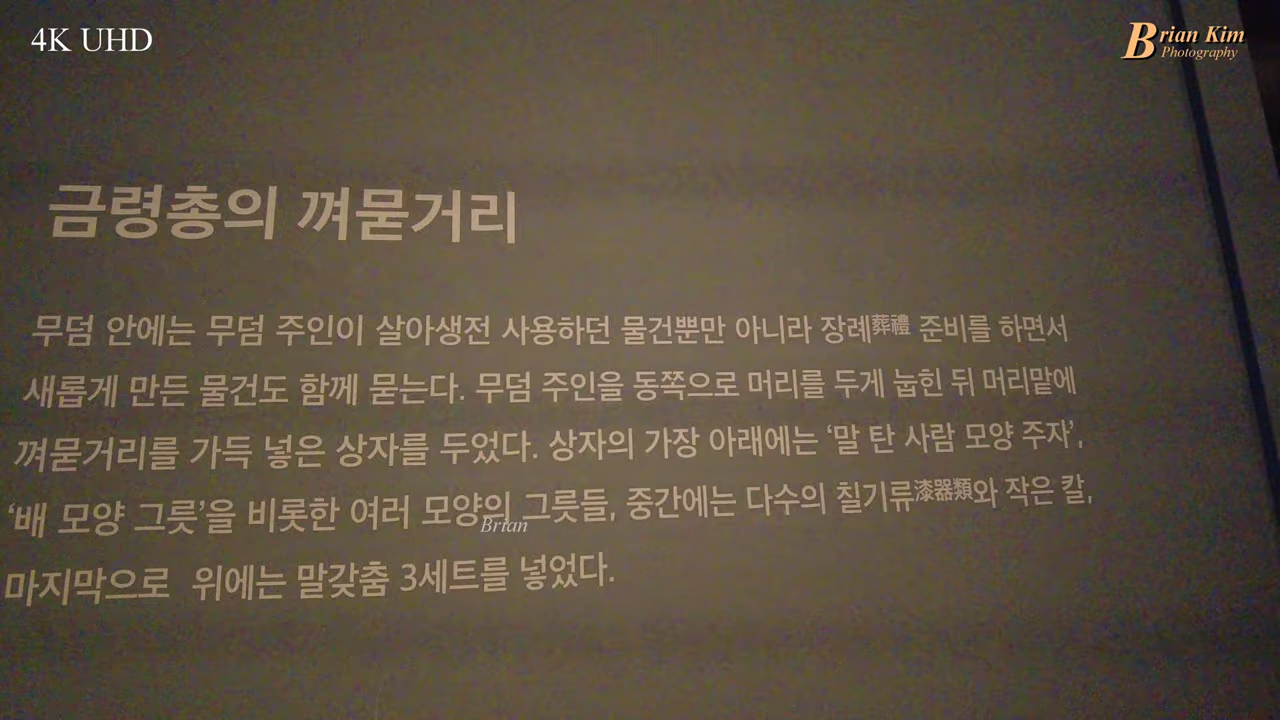 4K UHD
Brian Kim
Photography
금령총의 껴묻거리
무덤 안에는 무덤 주인이 살아생전 사용하던 물건뿐만 아니라 장례葬禮 준비를 하면서
새롭게 만든 물건도 함께 묻는다. 무덤 주인을 동쪽으로 머리를 두게 눕힌 뒤 머리맡에
껴묻거리를 가득 넣은 상자를 두었다. 상자의 가장 아래에는 ‘말 탄 사람 모양 주자’,
‘배 모양 그릇’을 비롯한 여러 모양의 그릇들, 중간에는 다수의 칠기류漆器類와 작은 칼,
Brian
마지막으로 위에는 말갖춤 3세트를 넣었다.